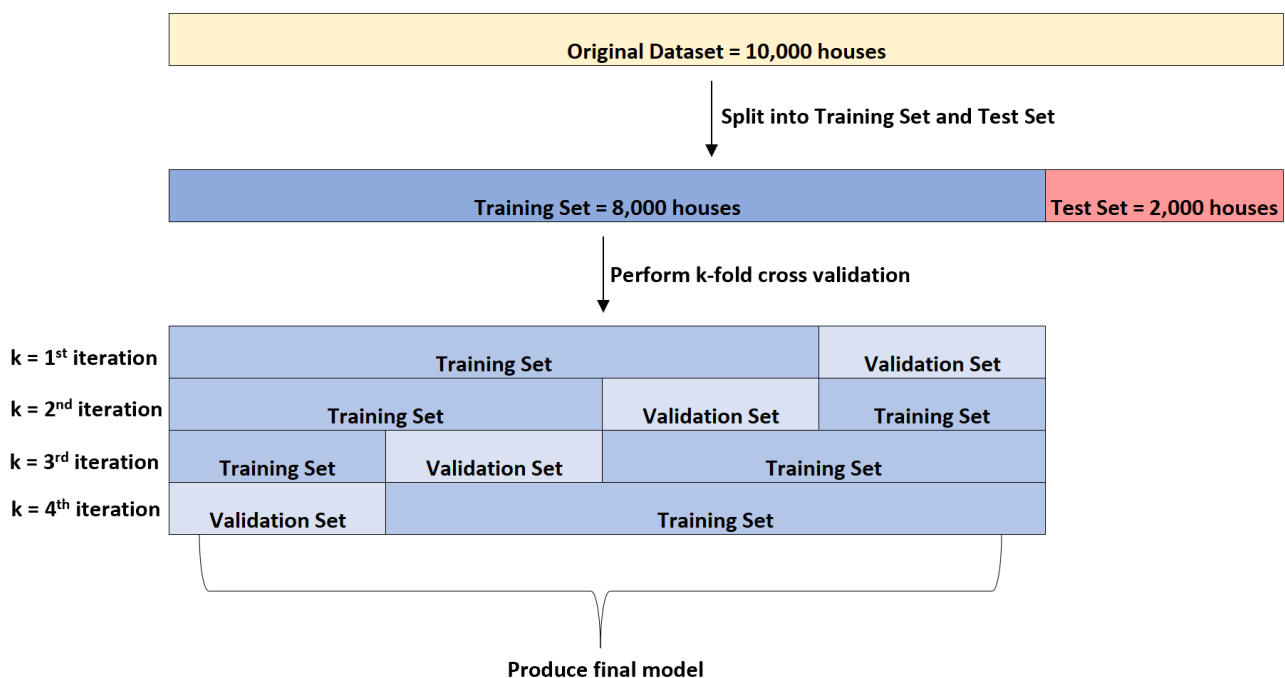 Original Dataset = 10,000 houses
Split into Training Set and Test Set
Training Set = 8,000 houses
Test Set = 2,000 houses
Perform k-fold cross validation
k = 1st iteration
Training Set
Validation Set
k = 2nd iteration
Training Set
Validation Set
Training Set
k = 3rd iteration
Training Set
Validation Set
Training Set
k = 4th iteration
Validation Set
Training Set
Produce final model